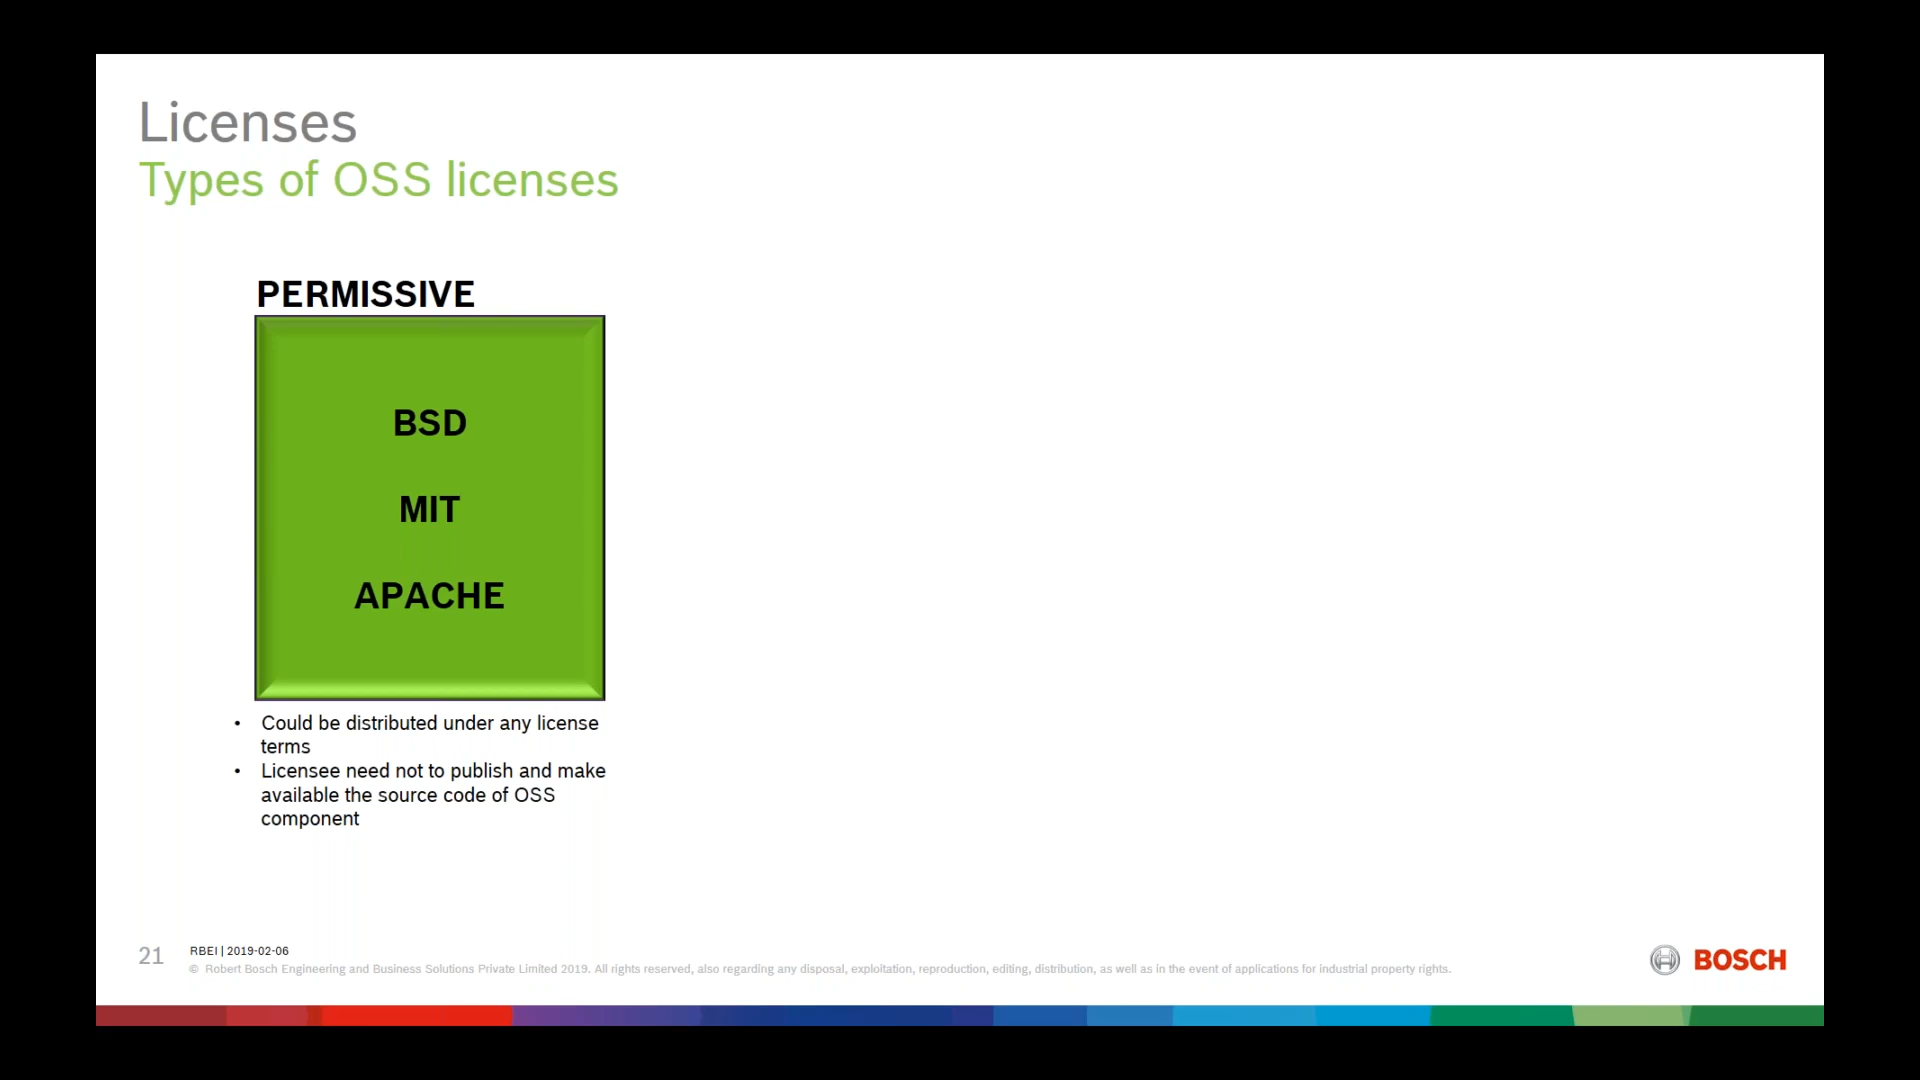 Licenses
Types of OSS licenses
PERMISSIVE
BSD
MIT
APACHE
• Could be distributed under any license
terms
• Licensee need not to publish and make
available the source code of OSS
component
21
RBEI | 2019-02-06
© Robert Bosch Engineering and Business Solutions Private Limited 2019. All rights reserved, also regarding any disposal, exploitation, reproduction, editing, distribution, as well as in the event of applications for industrial property rights.
BOSCH